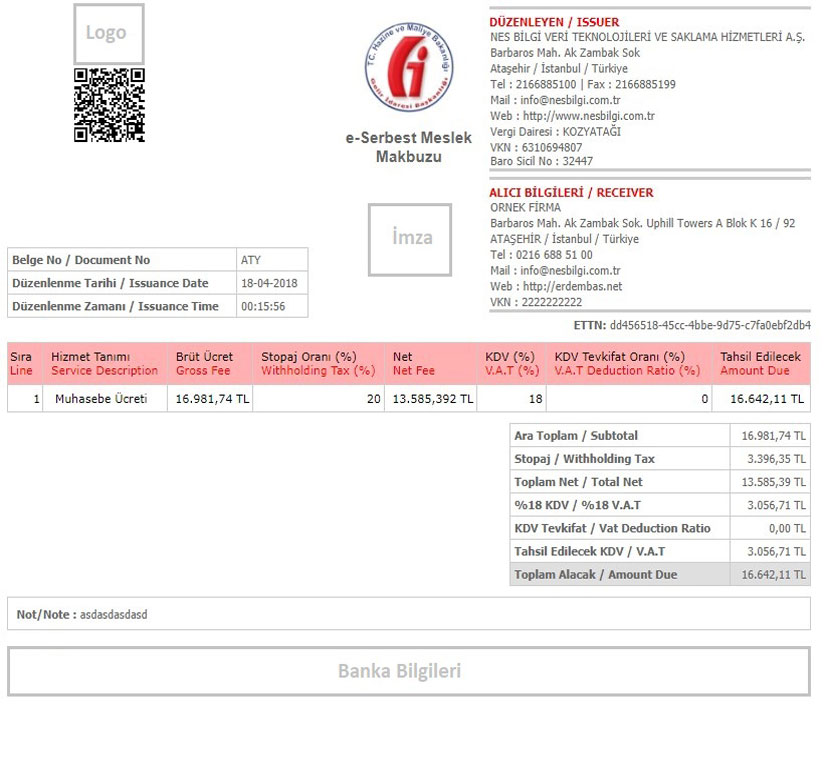 Logo
T.C. Hazine ve Maliye Bakanlığı
Gelir İdaresi Başkanlığı
e-Serbest Meslek
Makbuzu
İmza
DÜZENLEYEN / ISSUER
NES BİLGİ VERİ TEKNOLOJİLERİ VE SAKLAMA HİZMETLERİ A.Ş.
Barbaros Mah. Ak Zambak Sok
Ataşehir / İstanbul / Türkiye
Tel : 2166885100 | Fax : 2166885199
Mail : info@nesbilgi.com.tr
Web : http://www.nesbilgi.com.tr
Vergi Dairesi : KOZYATAĞI
VKN : 6310694807
Baro Sicil No : 32447
ALICI BİLGİLERİ / RECEIVER
ORNEK FİRMA
Barbaros Mah. Ak Zambak Sok. Uphill Towers A Blok K 16 / 92
ATAŞEHİR / İstanbul / Türkiye
Tel : 0216 688 51 00
Mail : info@nesbilgi.com.tr
Web : http://erdembas.net
VKN : 2222222222
Belge No / Document No ATY
Düzenlenme Tarihi / Issuance Date 18-04-2018
Düzenlenme Zamanı / Issuance Time 00:15:56
ETTN: dd456518-45cc-4bbe-9d75-c7fa0ebf2db4
Sıra Hizmet Tanımı Brüt Ücret Stopaj Oranı (%) Net KDV (%) KDV Tevkifat Oranı (%) Tahsil Edilecek
Line Service Description Gross Fee Withholding Tax (%) Net Fee V.A.T (%) V.A.T Deduction Ratio (%) Amount Due
1 Muhasebe Ücreti 16.981,74 TL 20 13.585,392 TL 18 0 16.642,11 TL
Ara Toplam / Subtotal 16.981,74 TL
Stopaj / Withholding Tax 3.396,35 TL
Toplam Net / Total Net 13.585,39 TL
%18 KDV / %18 V.A.T 3.056,71 TL
KDV Tevkifat / Vat Deduction Ratio 0,00 TL
Tahsil Edilecek KDV / V.A.T 3.056,71 TL
Toplam Alacak / Amount Due 16.642,11 TL
Not/Note : asdasdasdasd
Banka Bilgileri